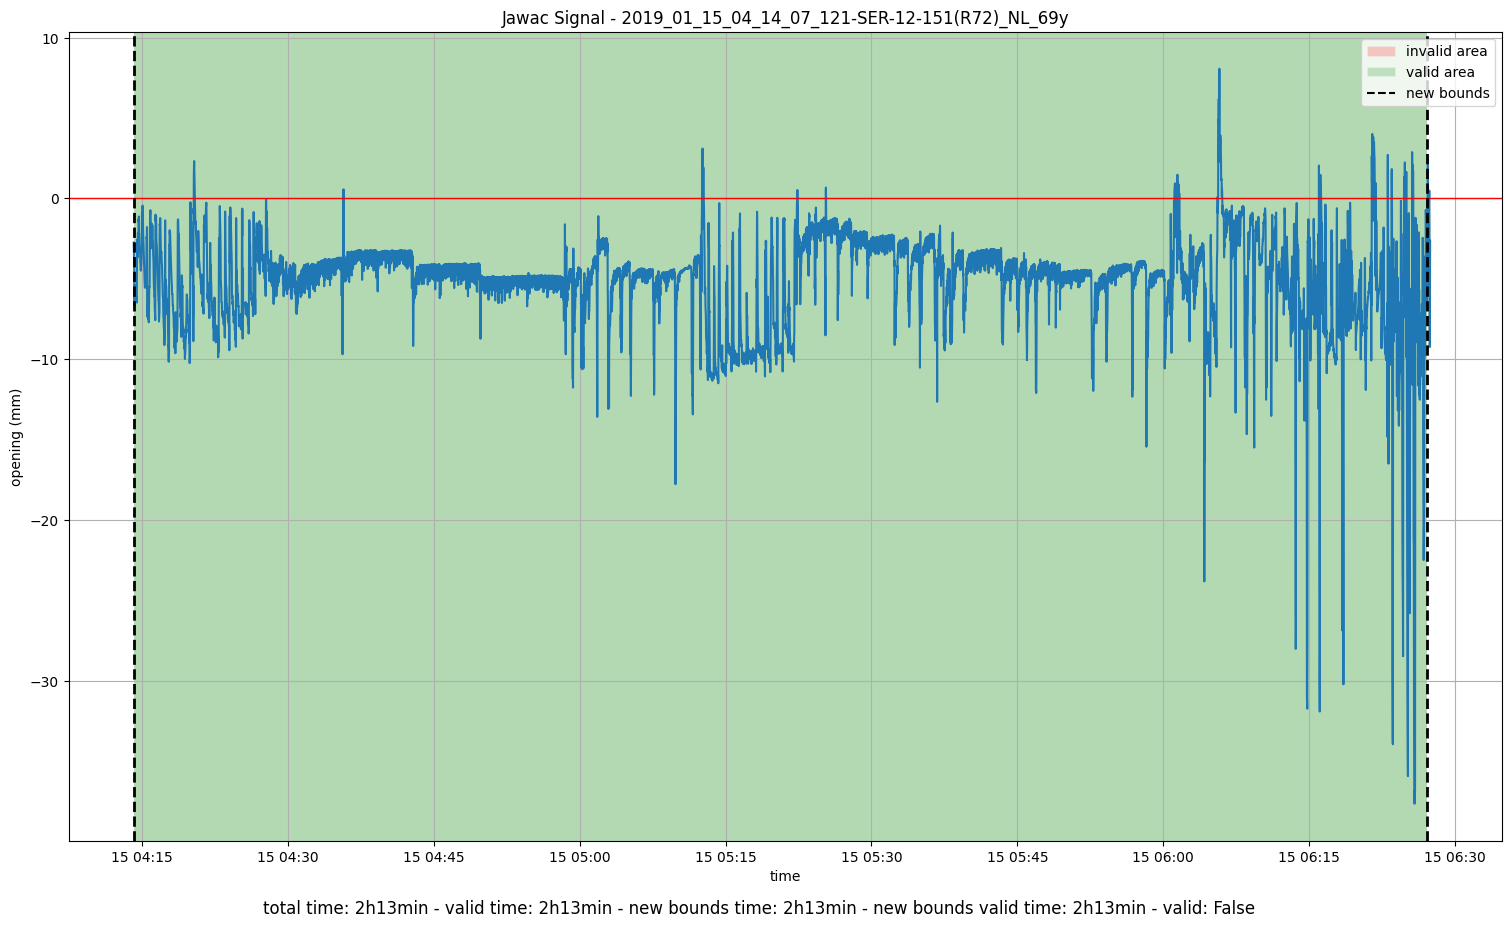 Jawac Signal - 2019_01_15_04_14_07_121-SER-12-151(R72)_NL_69y
invalid area
valid area
new bounds
opening (mm)
10
0
−10
−20
−30
15 04:15 15 04:30 15 04:45 15 05:00 15 05:15 15 05:30 15 05:45 15 06:00 15 06:15 15 06:30
time
total time: 2h13min - valid time: 2h13min - new bounds time: 2h13min - new bounds valid time: 2h13min - valid: False